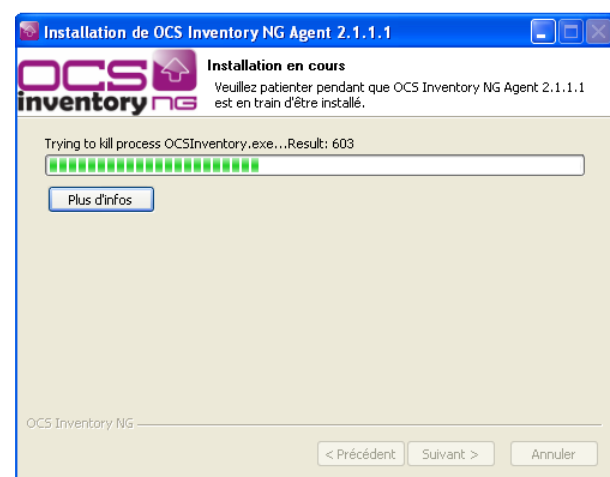 Installation de OCS Inventory NG Agent 2.1.1.1
OCS
inventory NG
Installation en cours
Veuillez patienter pendant que OCS Inventory NG Agent 2.1.1.1
est en train d'être installé.
Trying to kill process OCSInventory.exe...Result: 603
Plus d'infos
OCS Inventory NG
< Précédent
Suivant >
Annuler